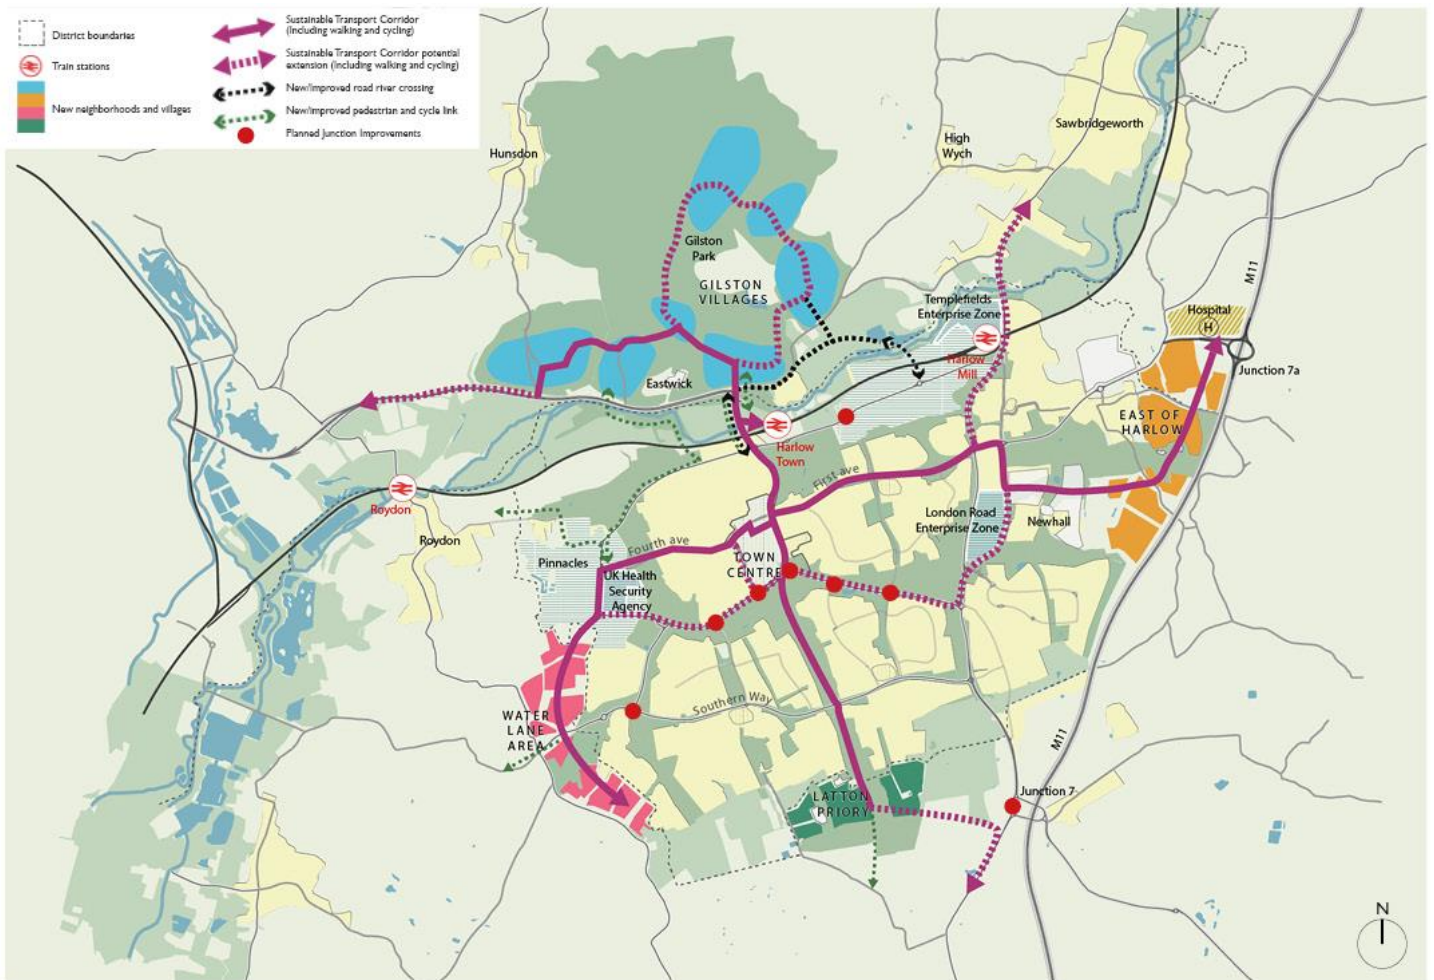 District boundaries
Train stations
New neighborhoods and villages
Sustainable Transport Corridor
(Including walking and cycling)
Sustainable Transport Corridor potential
extension (Including walking and cycling)
New/improved road river crossing
New/improved pedestrian and cycle link
Planned Junction Improvements
Hunsdon
High
Wych
Sawbridgeworth
Gilston
Park
GILSTON
VILLAGES
Templefields
Enterprise Zone
M11
Hospital
H
Junction 7a
Harlow
Mill
Eastwick
EAST OF
HARLOW
Harlow
Town
First ave
Roydon
Roydon
London Road
Enterprise Zone
Newhall
Fourth ave
TOWN
CENTRE
Pinnacles
UK Health
Security
Agency
Southern Way
WATER
LANE
AREA
M11
LATTON
PRIORY
Junction 7
N